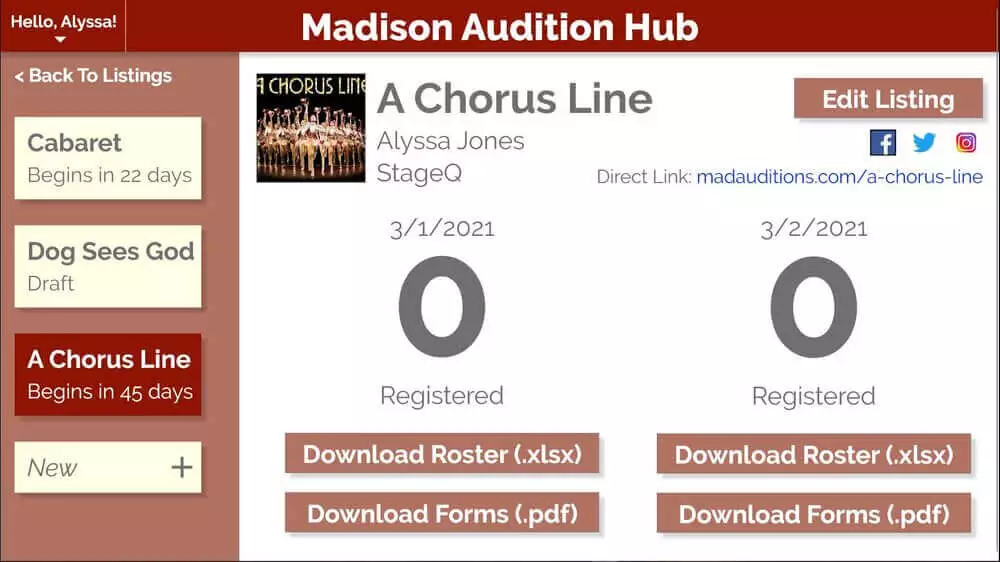 Hello, Alyssa!
Madison Audition Hub
< Back To Listings
Cabaret
Begins in 22 days
Dog Sees God
Draft
A Chorus Line
Begins in 45 days
New +
A CHORUS LINE
A Chorus Line
Alyssa Jones
StageQ
Edit Listing
Direct Link: madauditions.com/a-chorus-line
3/1/2021
0
Registered
Download Roster (.xlsx)
Download Forms (.pdf)
3/2/2021
0
Registered
Download Roster (.xlsx)
Download Forms (.pdf)